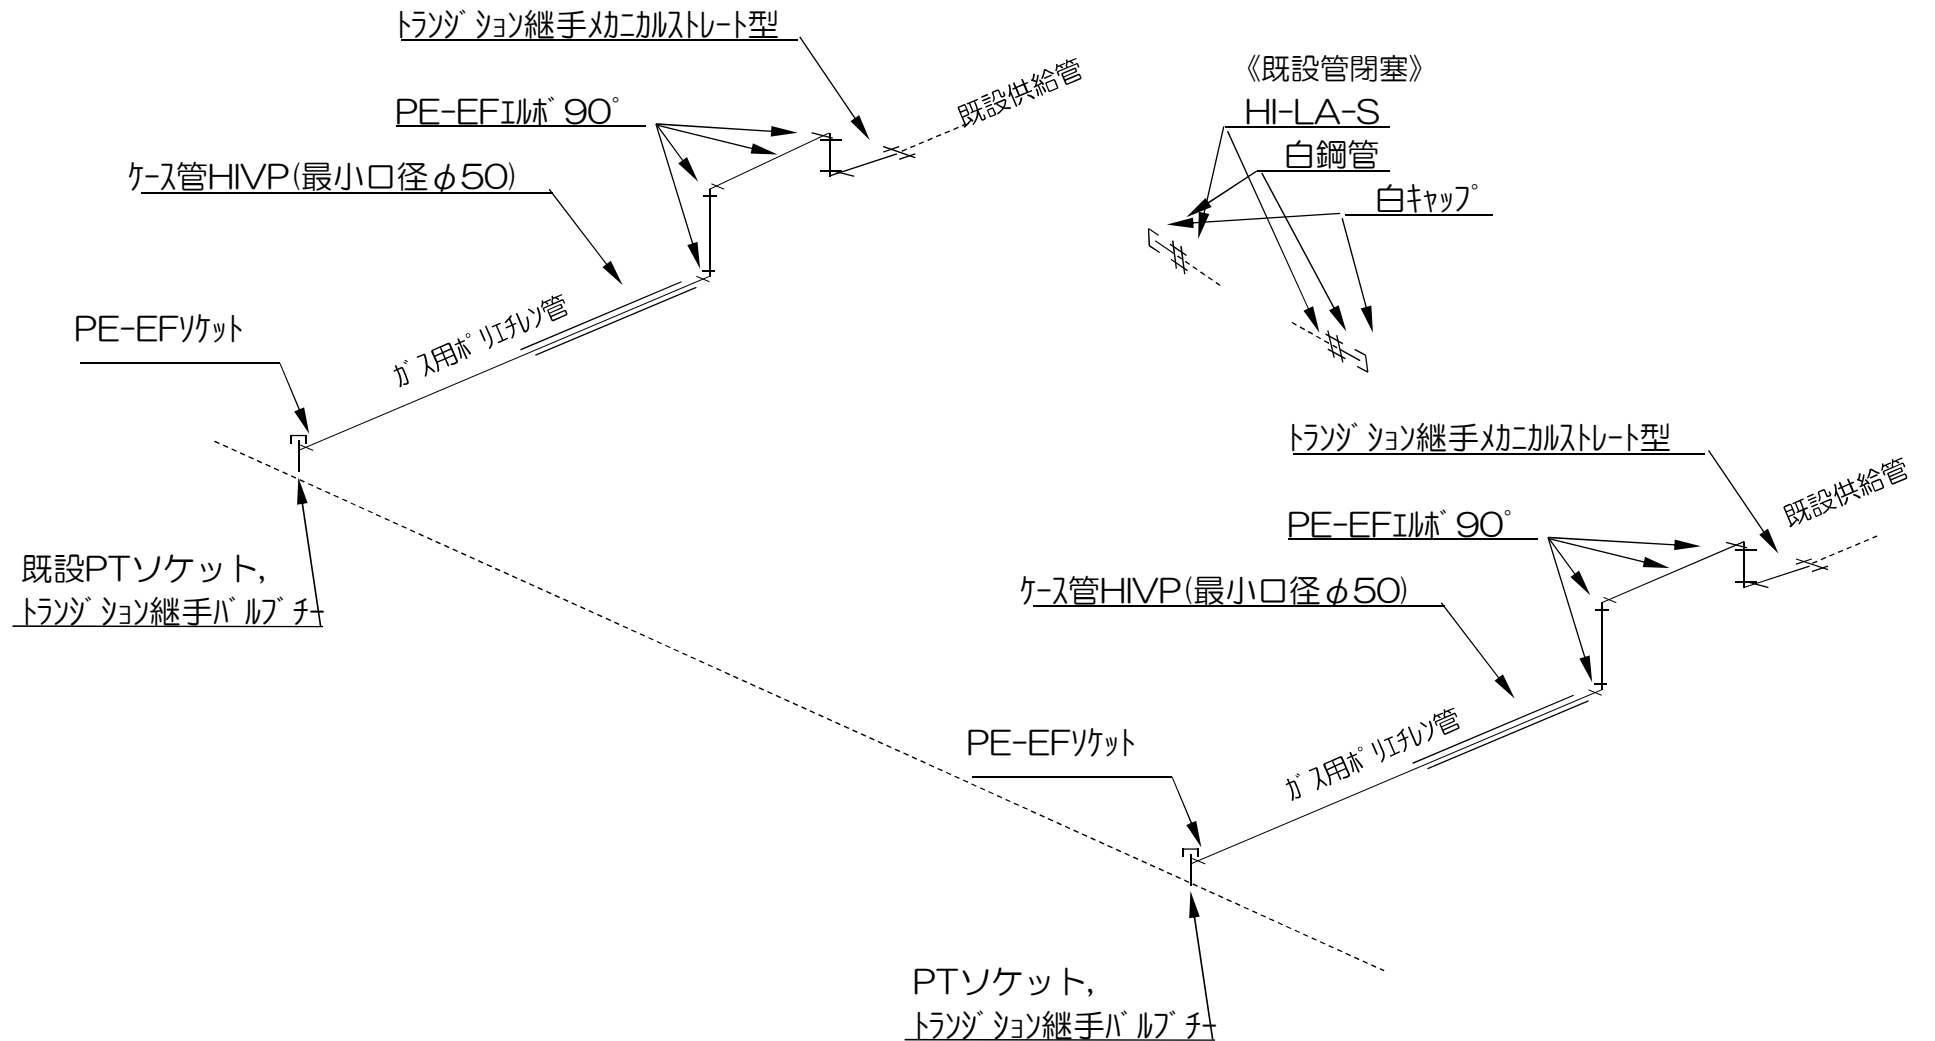 ﾄﾗﾝｼﾞｼｮﾝ継手ﾒｶﾆｶﾙｽﾄﾚｰﾄ型
PE-EFｴﾙﾎﾞ90°
既設供給管
ｹｰｽ管HIVP(最小口径φ50)
PE-EFｿｹｯﾄ
ｶﾞｽ用ﾎﾟﾘｴﾁﾚﾝ管
既設PTソケット,
ﾄﾗﾝｼﾞｼｮﾝ継手ﾊﾞﾙﾌﾞﾁｰ
《既設管閉塞》
HI-LA-S
白鋼管
白ｷｬｯﾌﾟ
ﾄﾗﾝｼﾞｼｮﾝ継手ﾒｶﾆｶﾙｽﾄﾚｰﾄ型
PE-EFｴﾙﾎﾞ90°
既設供給管
ｹｰｽ管HIVP(最小口径φ50)
PE-EFｿｹｯﾄ
ｶﾞｽ用ﾎﾟﾘｴﾁﾚﾝ管
PTソケット,
ﾄﾗﾝｼﾞｼｮﾝ継手ﾊﾞﾙﾌﾞﾁｰ